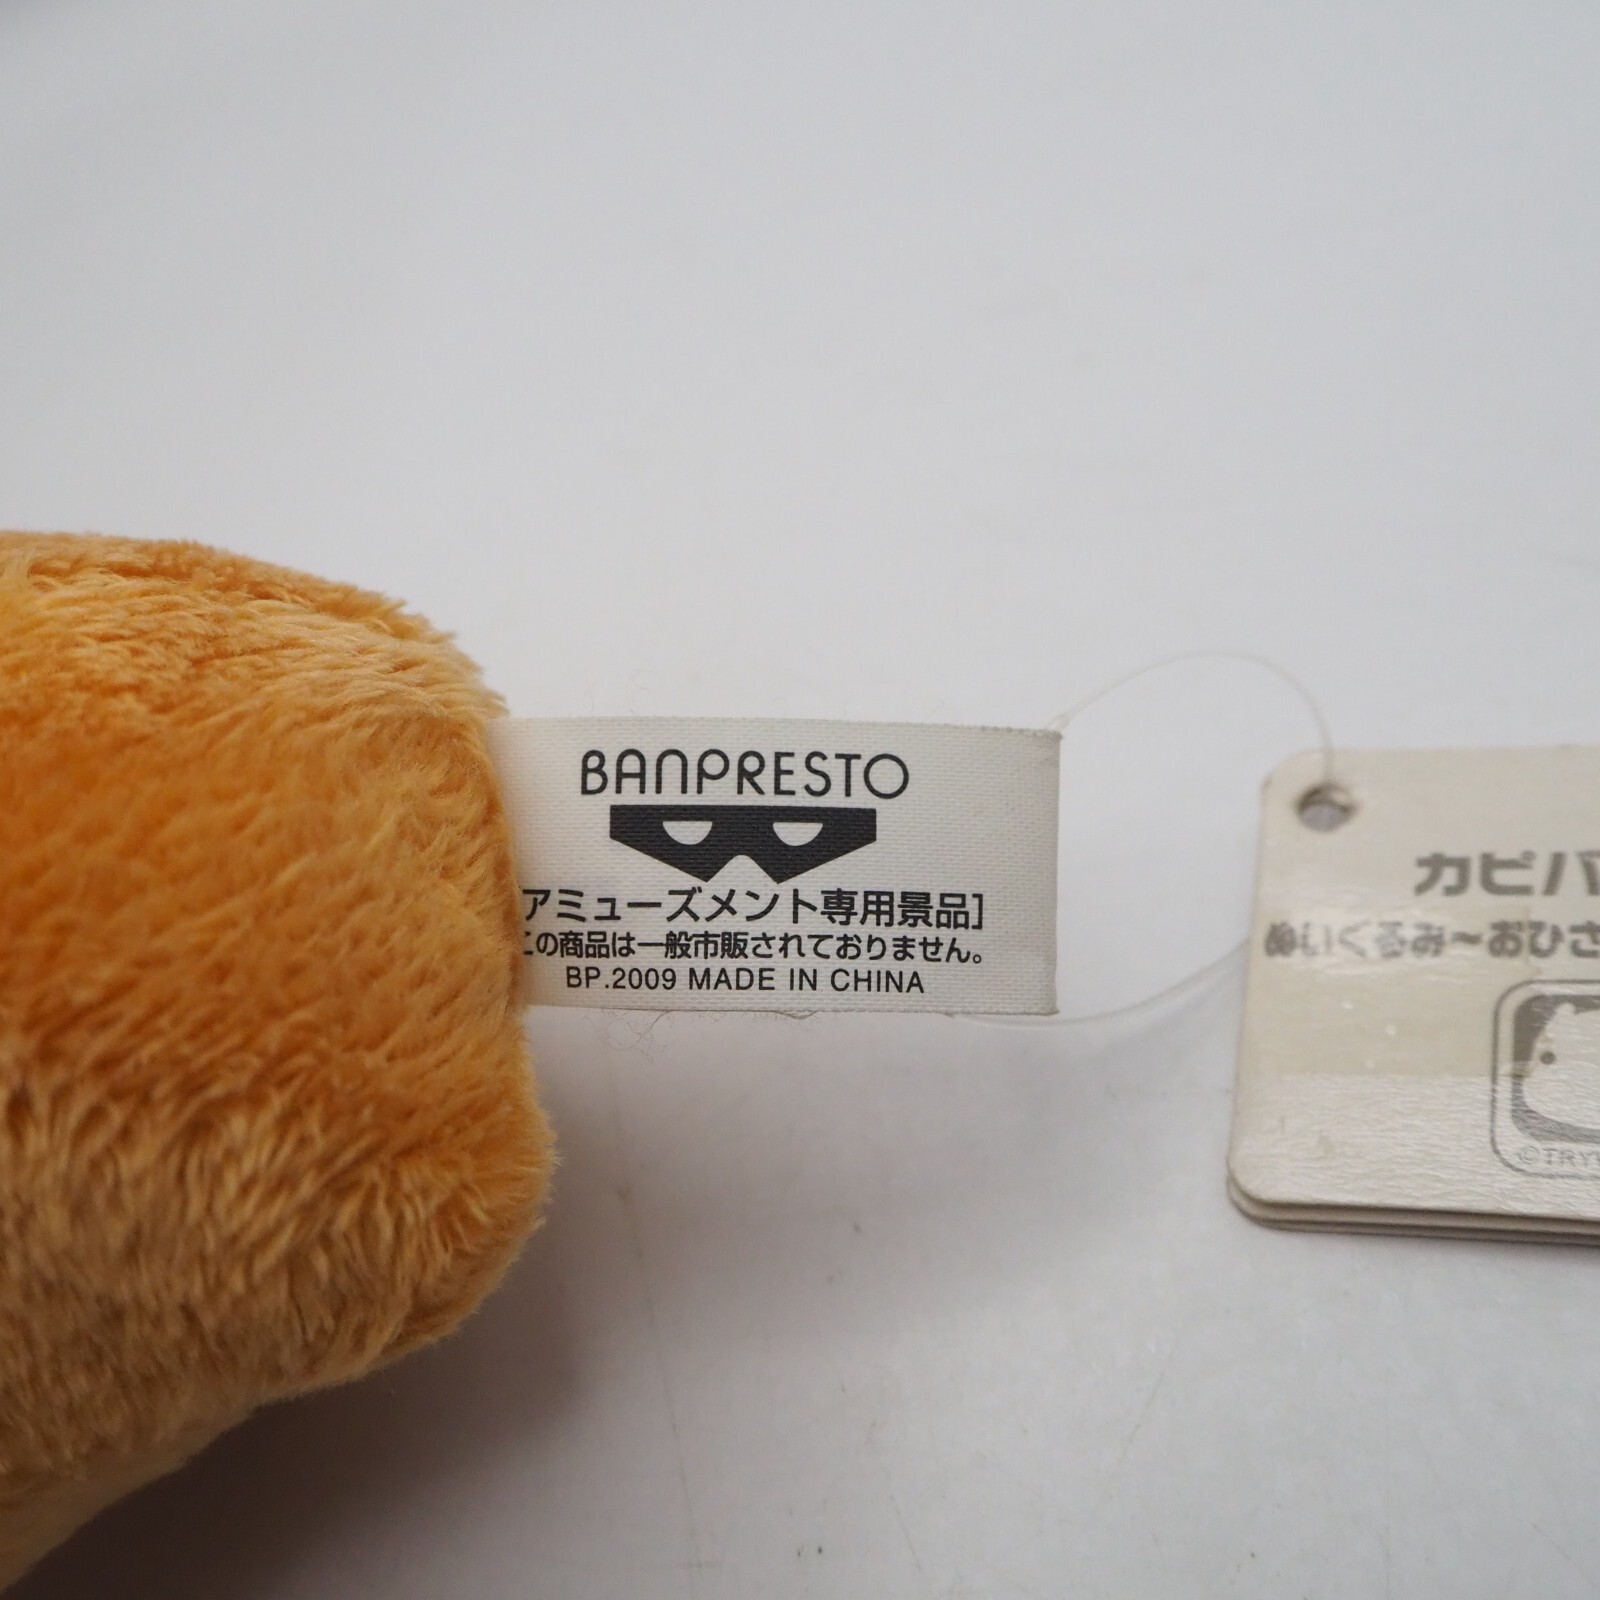 BANPRESTO
アミューズメント専用景品]
この商品は一般市販されておりません。
BP.2009 MADE IN CHINA
カピバ
ぬいぐるみ~おひさ
©TRY